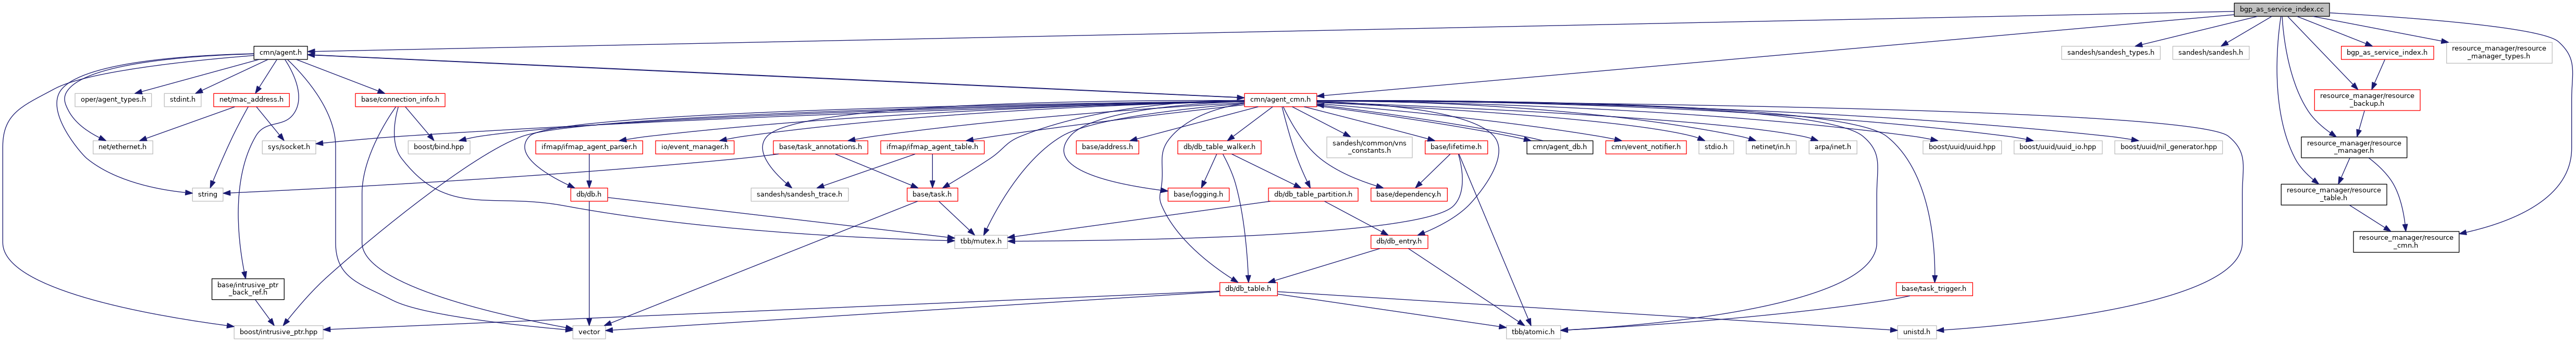 bgp_as_service_index.cc
cmn/agent.h
sandesh/sandesh_types.h
sandesh/sandesh.h
bgp_as_service_index.h
resource_manager/resource
_manager_types.h
oper/agent_types.h
stdint.h
net/mac_address.h
base/connection_info.h
cmn/agent_cmn.h
resource_manager/resource
_backup.h
net/ethernet.h
sys/socket.h
boost/bind.hpp
ifmap/ifmap_agent_parser.h
io/event_manager.h
base/task_annotations.h
ifmap/ifmap_agent_table.h
base/address.h
db/db_table_walker.h
sandesh/common/vns
_constants.h
base/lifetime.h
cmn/agent_db.h
cmn/event_notifier.h
stdio.h
netinet/in.h
arpa/inet.h
boost/uuid/uuid.hpp
boost/uuid/uuid_io.hpp
boost/uuid/nil_generator.hpp
resource_manager/resource
_manager.h
string
db/db.h
sandesh/sandesh_trace.h
base/task.h
base/logging.h
db/db_table_partition.h
base/dependency.h
resource_manager/resource
_table.h
tbb/mutex.h
db/db_entry.h
resource_manager/resource
_cmn.h
base/intrusive_ptr
_back_ref.h
db/db_table.h
base/task_trigger.h
boost/intrusive_ptr.hpp
vector
tbb/atomic.h
unistd.h